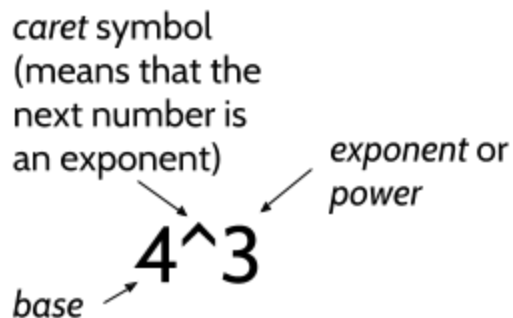 caret symbol
(means that the
next number is
an exponent)
exponent or
power
4^3
base